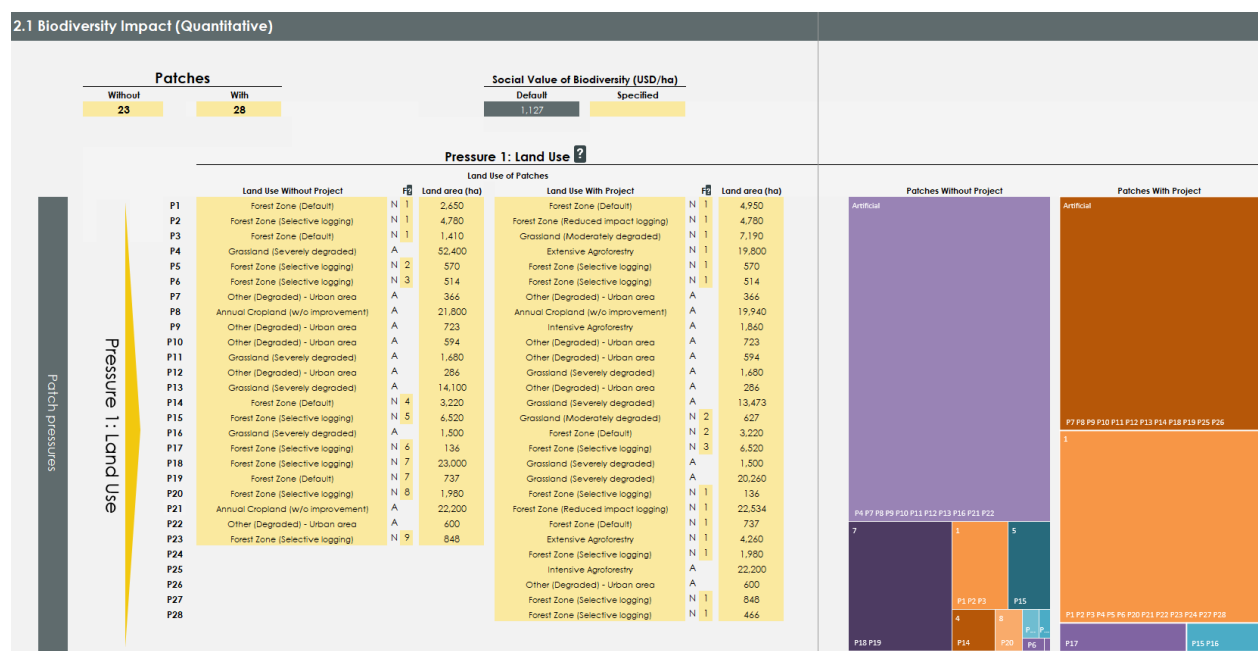 2.1 Biodiversity Impact (Quantitative)
Patches
Without With
23 28
Social Value of Biodiversity (USD/ha)
Default Specified
1,127
Pressure 1: Land Use ?
Land Use of Patches
Land Use Without Project F? Land area (ha) Land Use With Project F? Land area (ha)
P1 Forest Zone (Default) N 1 2,650 Forest Zone (Default) N 1 4,950
P2 Forest Zone (Selective logging) N 1 4,780 Forest Zone (Reduced impact logging) N 1 4,780
P3 Forest Zone (Default) N 1 1,410 Grassland (Moderately degraded) N 1 7,190
P4 Grassland (Severely degraded) A 52,400 Extensive Agroforestry N 1 19,800
P5 Forest Zone (Selective logging) N 2 570 Forest Zone (Selective logging) N 1 570
P6 Forest Zone (Selective logging) N 3 514 Forest Zone (Selective logging) N 1 514
P7 Other (Degraded) - Urban area A 366 Other (Degraded) - Urban area A 366
P8 Annual Cropland (w/o improvement) A 21,800 Annual Cropland (w/o improvement) A 19,940
P9 Other (Degraded) - Urban area A 723 Intensive Agroforestry A 1,860
P10 Other (Degraded) - Urban area A 594 Other (Degraded) - Urban area A 723
P11 Grassland (Severely degraded) A 1,680 Other (Degraded) - Urban area A 594
P12 Other (Degraded) - Urban area A 286 Grassland (Severely degraded) A 1,680
P13 Grassland (Severely degraded) A 14,100 Other (Degraded) - Urban area A 286
P14 Forest Zone (Default) N 4 3,220 Grassland (Severely degraded) A 13,473
P15 Forest Zone (Selective logging) N 5 6,520 Grassland (Moderately degraded) N 2 627
P16 Grassland (Severely degraded) A 1,500 Forest Zone (Default) N 2 3,220
P17 Forest Zone (Selective logging) N 6 136 Forest Zone (Selective logging) N 3 6,520
P18 Forest Zone (Selective logging) N 7 23,000 Grassland (Severely degraded) A 1,500
P19 Forest Zone (Default) N 7 737 Grassland (Severely degraded) A 20,260
P20 Forest Zone (Selective logging) N 8 1,980 Forest Zone (Selective logging) N 1 136
P21 Annual Cropland (w/o improvement) A 22,200 Forest Zone (Reduced impact logging) N 1 22,534
P22 Other (Degraded) - Urban area A 600 Forest Zone (Default) N 1 737
P23 Forest Zone (Selective logging) N 9 848 Extensive Agroforestry N 1 4,260
P24 Forest Zone (Selective logging) N 1 1,980
P25 Intensive Agroforestry A 22,200
P26 Other (Degraded) - Urban area A 600
P27 Forest Zone (Selective logging) N 1 848
P28 Forest Zone (Selective logging) N 1 466
Patch pressures
Pressure 1: Land Use
Patches Without Project
Artificial
P4 P7 P8 P9 P10 P11 P12 P13 P16 P21 P22
7
P18 P19
1
P1 P2 P3
5
P15
4
P14
8
P20
P...
P...
P6
Patches With Project
Artificial
P7 P8 P9 P10 P11 P12 P13 P14 P18 P19 P25 P26
1
P1 P2 P3 P4 P5 P6 P20 P21 P22 P23 P24 P27 P28
P17
P15 P16